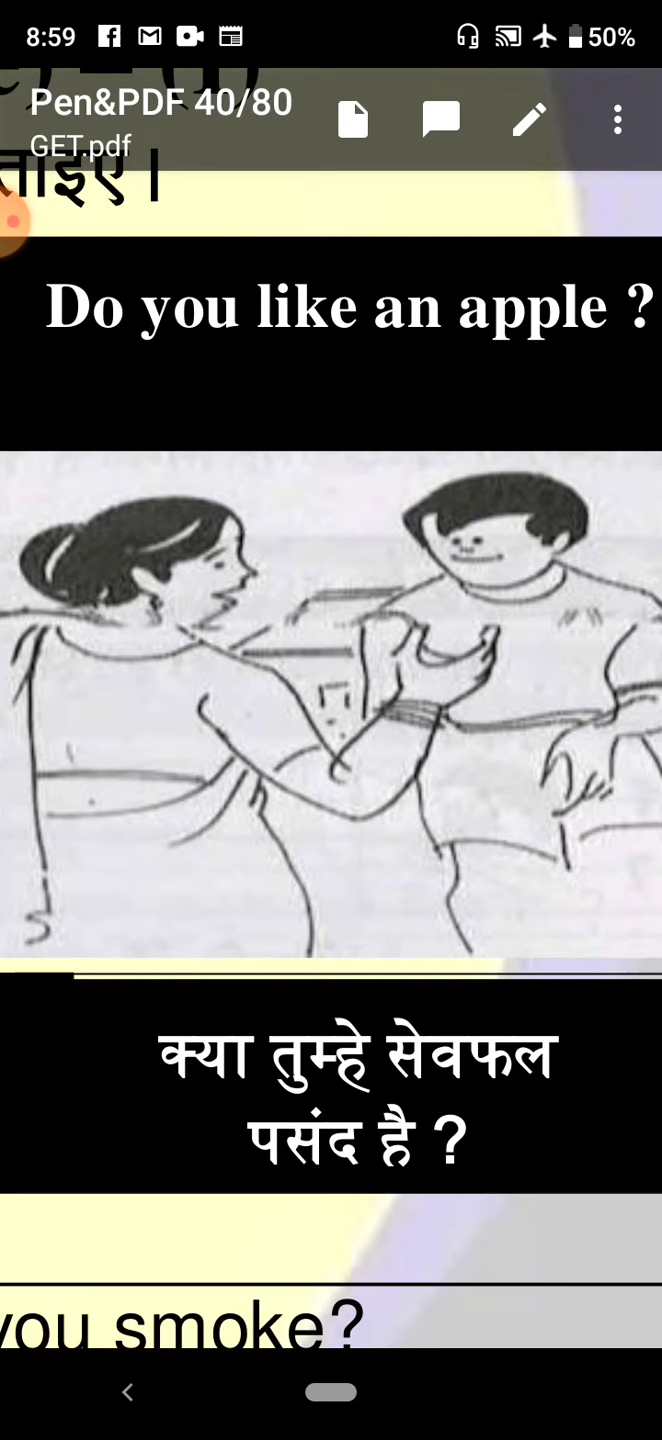 8:59
50%
Pen&PDF 40/80
GET.pdf
ताइए।
Do you like an apple ?
क्या तुम्हे सेवफल
पसंद है ?
you smoke?